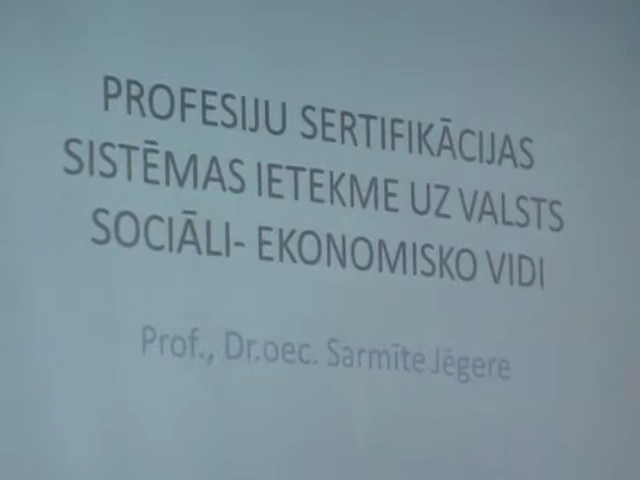 PROFESIJU SERTIFIKĀCIJAS
SISTĒMAS IETEKME UZ VALSTS
SOCIĀLI- EKONOMISKO VIDI
Prof., Dr.oec. Sarmīte Jēgere